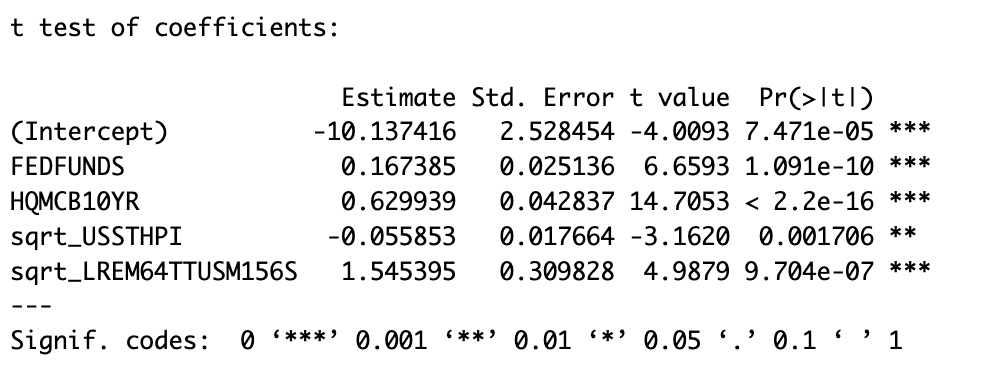 t test of coefficients:
Estimate Std. Error t value Pr(>|t|)
(Intercept) -10.137416 2.528454 -4.0093 7.471e-05 ***
FEDFUNDS 0.167385 0.025136 6.6593 1.091e-10 ***
HQMCB10YR 0.629939 0.042837 14.7053 < 2.2e-16 ***
sqrt_USSTHPI -0.055853 0.017664 -3.1620 0.001706 **
sqrt_LREM64TTUSM156S 1.545395 0.309828 4.9879 9.704e-07 ***
---
Signif. codes: 0 ‘***’ 0.001 ‘**’ 0.01 ‘*’ 0.05 ‘.’ 0.1 ‘ ’ 1